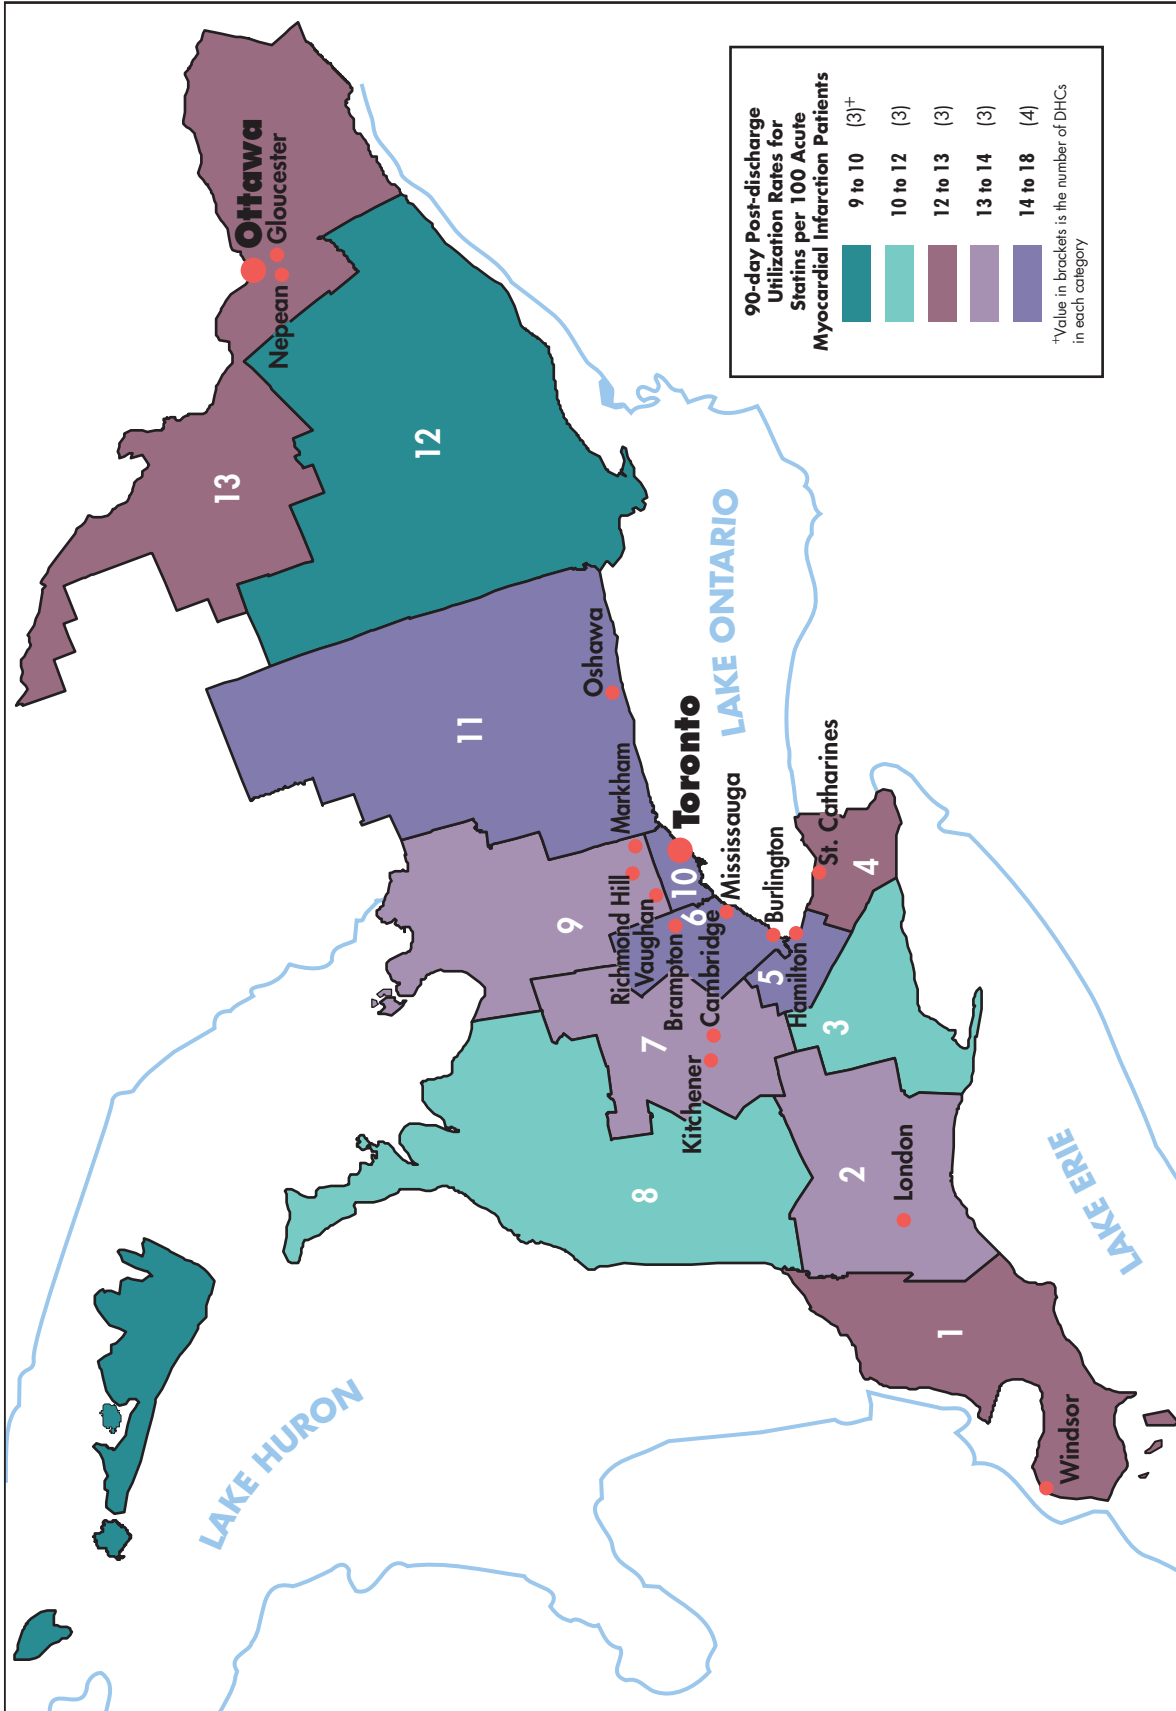 Ottawa
Gloucester
Nepean
13
12
11
Oshawa
LAKE ONTARIO
Markham
Toronto
Richmond Hill
Vaughan
9
10
Mississauga
Brampton
6
Cambridge
Burlington
St. Catharines
4
5
Hamilton
3
7
Kitchener
8
2
London
LAKE ERIE
1
Windsor
LAKE HURON
90-day Post-discharge
Utilization Rates for
Statins per 100 Acute
Myocardial Infarction Patients
9 to 10 (3)+
10 to 12 (3)
12 to 13 (3)
13 to 14 (3)
14 to 18 (4)
+Value in brackets is the number of DHCs
in each category